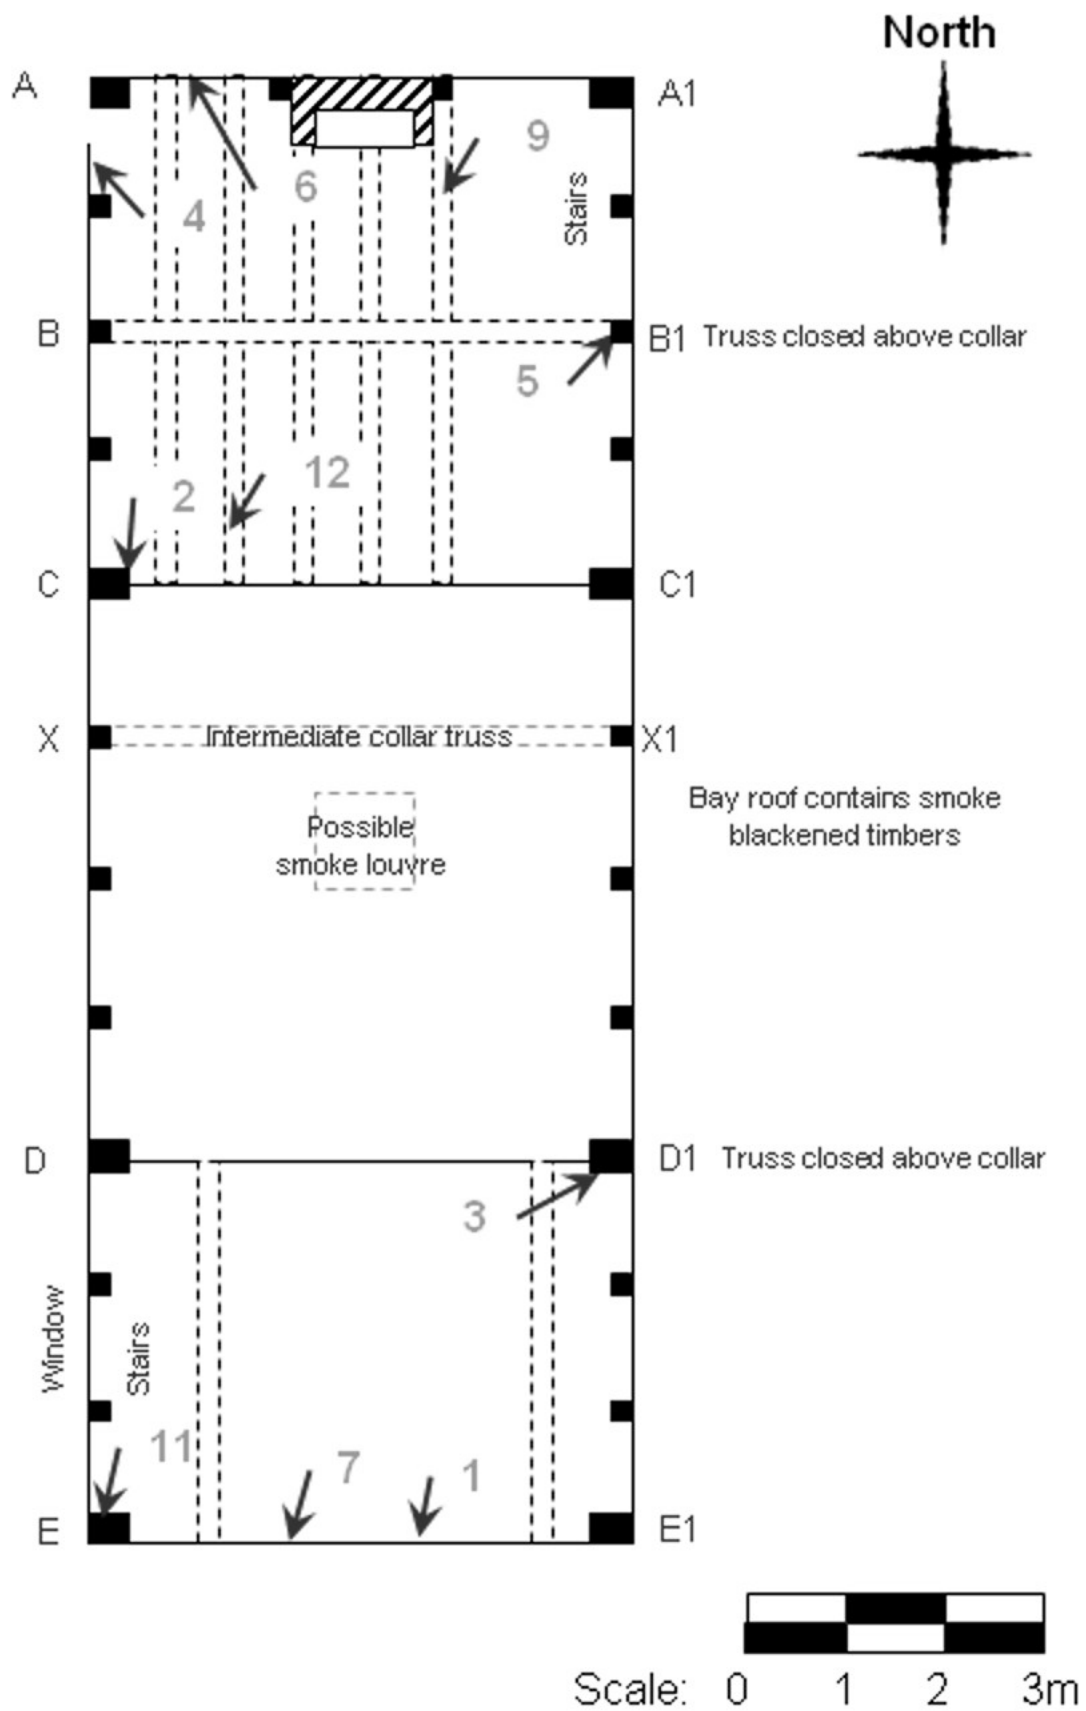 North
A
A1
9
6
4
Stairs
B
B1 Truss closed above collar
5
12
2
C
C1
X
Intermediate collar truss
X1
Bay roof contains smoke
blackened timbers
Possible
smoke louvre
D
D1 Truss closed above collar
3
Window
Stairs
11
7
1
E
E1
Scale: 0 1 2 3m